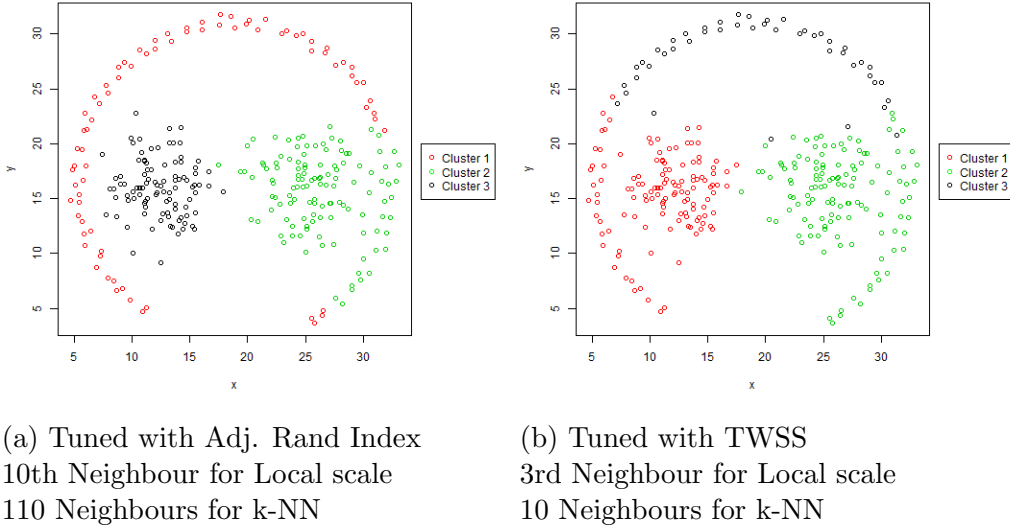 30
25
20
15
10
5
y
5
10
15
20
25
30
x
Cluster 1
Cluster 2
Cluster 3
30
25
20
15
10
5
y
5
10
15
20
25
30
x
Cluster 1
Cluster 2
Cluster 3
(a) Tuned with Adj. Rand Index
10th Neighbour for Local scale
110 Neighbours for k-NN
(b) Tuned with TWSS
3rd Neighbour for Local scale
10 Neighbours for k-NN